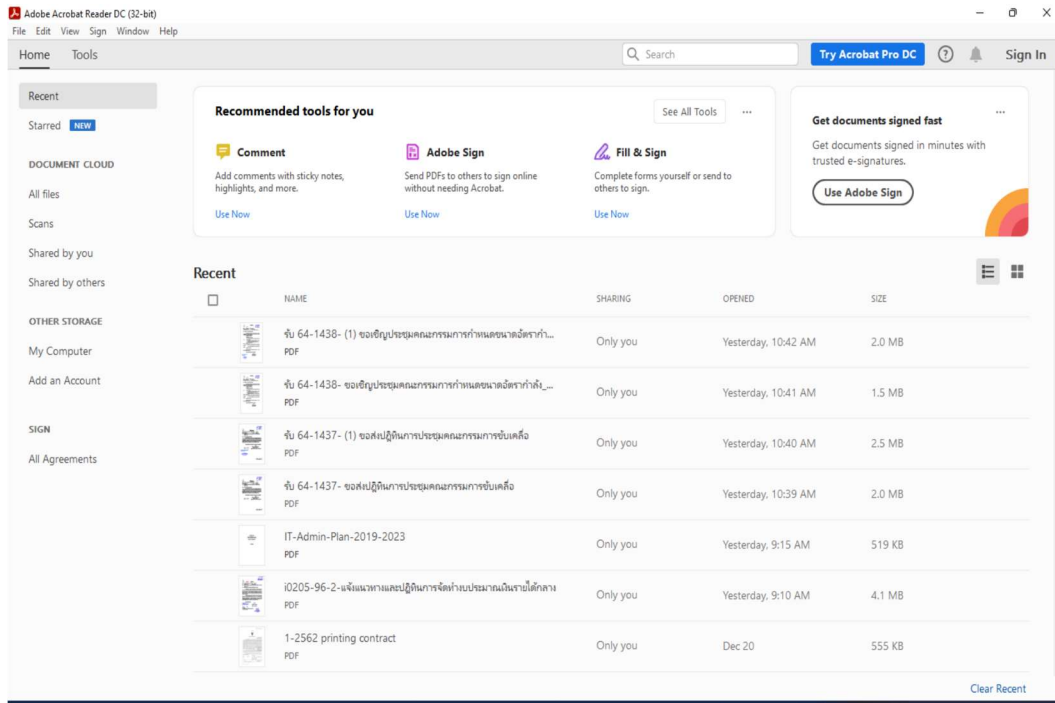 Adobe Acrobat Reader DC (32-bit)
File Edit View Sign Window Help
Home Tools
Search
Try Acrobat Pro DC
Sign In
Recent
Starred NEW
DOCUMENT CLOUD
All files
Scans
Shared by you
Shared by others
OTHER STORAGE
My Computer
Add an Account
SIGN
All Agreements
Recommended tools for you
See All Tools
Comment
Add comments with sticky notes,
highlights, and more.
Use Now
Adobe Sign
Send PDFs to others to sign online
without needing Acrobat.
Use Now
Fill & Sign
Complete forms yourself or send to
others to sign.
Use Now
Get documents signed fast
Get documents signed in minutes with
trusted e-signatures.
Use Adobe Sign
Recent
NAME SHARING OPENED SIZE
รับ 64-1438- (1) ขอเชิญประชุมคณะกรรมการกำหนดขนาดอัตรากำ...
PDF
Only you Yesterday, 10:42 AM 2.0 MB
รับ 64-1438- ขอเชิญประชุมคณะกรรมการกำหนดขนาดอัตรากำลัง_...
PDF
Only you Yesterday, 10:41 AM 1.5 MB
รับ 64-1437- (1) ขอส่งปฏิทินการประชุมคณะกรรมการขับเคลื่อ
PDF
Only you Yesterday, 10:40 AM 2.5 MB
รับ 64-1437- ขอส่งปฏิทินการประชุมคณะกรรมการขับเคลื่อ
PDF
Only you Yesterday, 10:39 AM 2.0 MB
IT-Admin-Plan-2019-2023
PDF
Only you Yesterday, 9:15 AM 519 KB
i0205-96-2-แจ้งแนวทางและปฏิทินการจัดทำงบประมาณเงินรายได้กลาง
PDF
Only you Yesterday, 9:10 AM 4.1 MB
1-2562 printing contract
PDF
Only you Dec 20 555 KB
Clear Recent